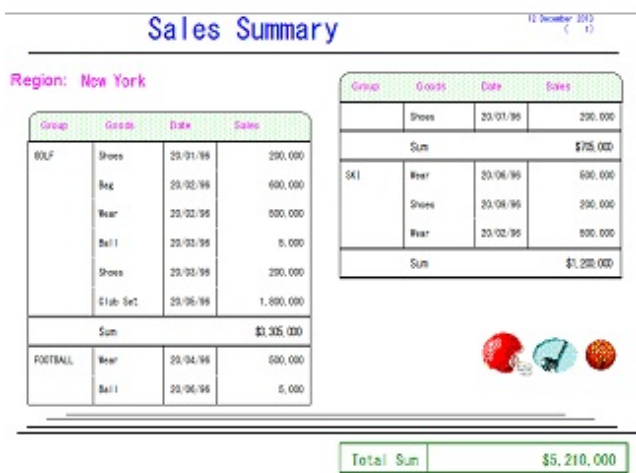 Sales Summary
12 December 2013
Region: New York
Group Goods Date Sales
GOLF Shoes 20/01/96 200,000
Bag 20/02/96 600,000
Wear 20/02/96 500,000
Ball 20/03/96 5,000
Shoes 20/03/96 200,000
Club Set 20/05/96 1,800,000
Sum $3,305,000
FOOTBALL Wear 20/04/96 500,000
Ball 20/06/96 5,000
Group Goods Date Sales
Shoes 20/07/96 200,000
Sum $705,000
SKI Wear 20/06/96 500,000
Shoes 200,000
Wear 20/02/96 500,000
Sum $1,200,000
Total Sum $5,210,000